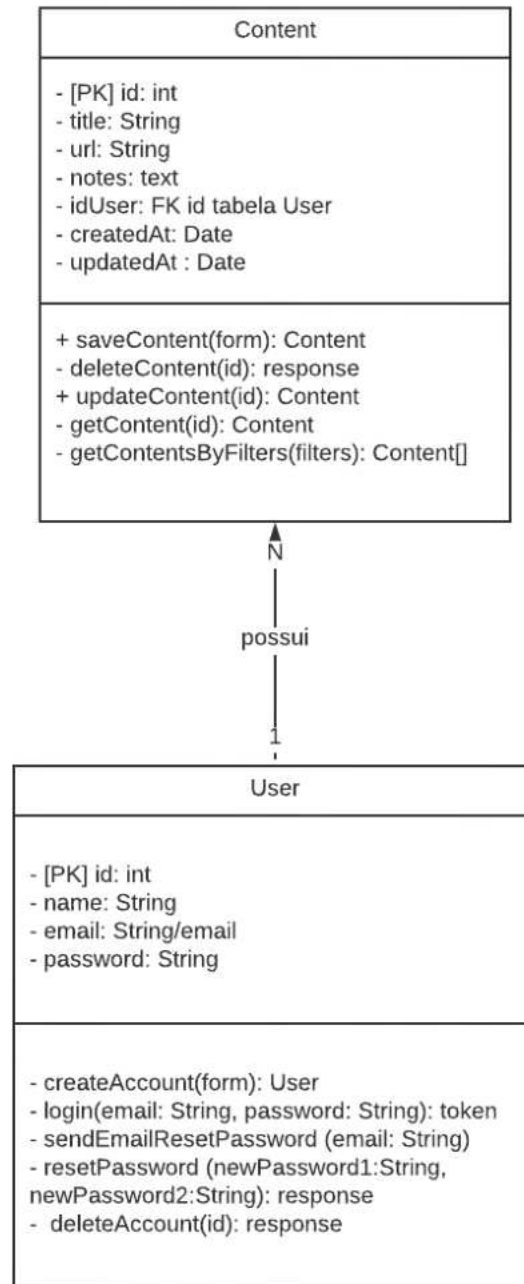 Content
- [PK] id: int
- title: String
- url: String
- notes: text
- idUser: FK id tabela User
- createdAt: Date
- updatedAt : Date
+ saveContent(form): Content
- deleteContent(id): response
+ updateContent(id): Content
- getContent(id): Content
- getContentsByFilters(filters): Content[]
N
possui
1
User
- [PK] id: int
- name: String
- email: String/email
- password: String
- createAccount(form): User
- login(email: String, password: String): token
- sendEmailResetPassword (email: String)
- resetPassword (newPassword1:String,
newPassword2:String): response
- deleteAccount(id): response